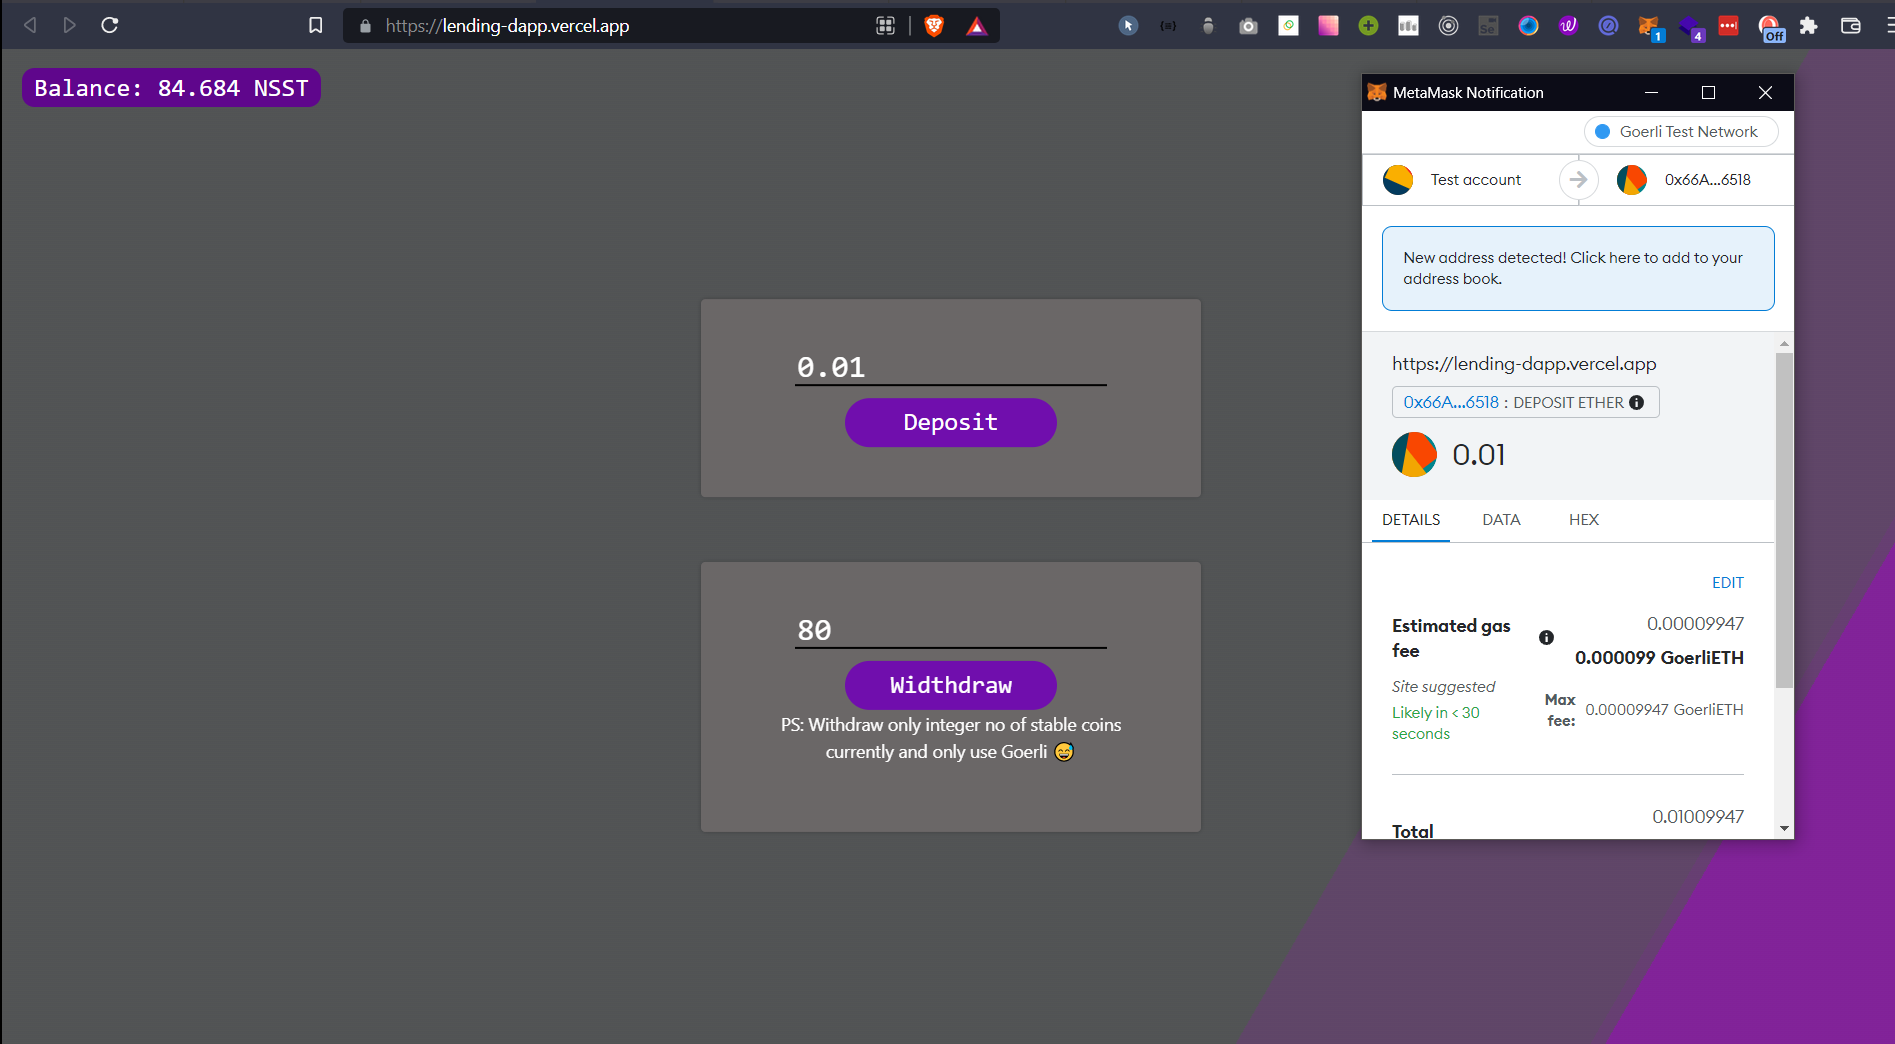 https://lending-dapp.vercel.app
1
4
Off
Balance: 84.684 NSST
0.01
Deposit
80
Widthdraw
PS: Withdraw only integer no of stable coins
currently and only use Goerli 😅
MetaMask Notification
Goerli Test Network
Test account
0x66A...6518
New address detected! Click here to add to your
address book.
https://lending-dapp.vercel.app
0x66A...6518 : DEPOSIT ETHER
0.01
DETAILS DATA HEX
EDIT
Estimated gas
fee
0.00009947
0.000099 GoerliETH
Site suggested
Likely in < 30
seconds
Max
fee:
0.00009947 GoerliETH
Total
0.01009947